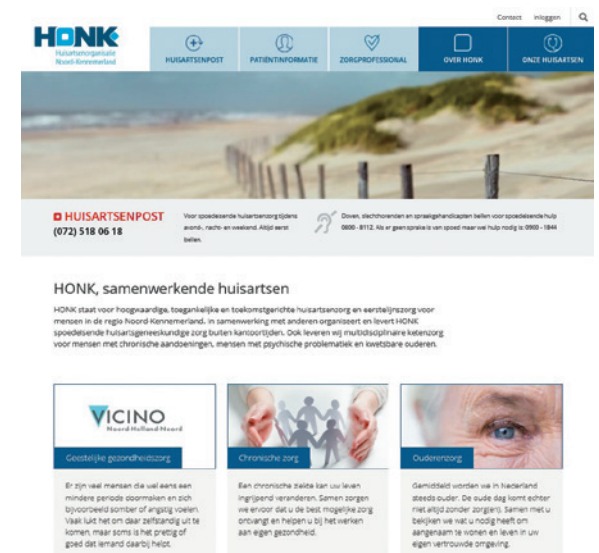 Contact Inloggen
HONK
Huisartsenorganisatie
Noord-Kennemerland
HUISARTSENPOST PATIËNTINFORMATIE ZORGPROFESSIONAL OVER HONK ONZE HUISARTSEN
HUISARTSENPOST
(072) 518 06 18
Voor spoedeisende huisartsenzorg tijdens
avond-, nacht- en weekend. Altijd eerst
bellen.
Doven, slechthorenden en spraakgehandicapten bellen voor spoedeisende hulp
0800 - 8112. Als er geen sprake is van spoed maar wel hulp nodig is: 0900 - 1844
HONK, samenwerkende huisartsen
HONK staat voor hoogwaardige, toegankelijke en toekomstgerichte huisartsenzorg en eerstelijnszorg voor
mensen in de regio Noord-Kennemerland. In samenwerking met anderen organiseert en levert HONK
spoedeisende huisartsgeneeskundige zorg buiten kantoortijden. Ook leveren wij multidisciplinaire ketenzorg
voor mensen met chronische aandoeningen, mensen met psychische problematiek en kwetsbare ouderen.
VICINO
Noord-Holland-Noord
Geestelijke gezondheidszorg
Er zijn veel mensen die wel eens een
mindere periode doormaken en zich
bijvoorbeeld somber of angstig voelen.
Vaak lukt het om daar zelfstandig uit te
komen, maar soms is het prettig of
goed dat iemand daarbij helpt.
Chronische zorg
Een chronische ziekte kan uw leven
ingrijpend veranderen. Samen zorgen
we ervoor dat u de best mogelijke zorg
ontvangt en helpen u bij het werken
aan eigen gezondheid.
Ouderenzorg
Gemiddeld worden we in Nederland
steeds ouder. De oude dag komt echter
niet altijd zonder zorg(en). Samen met u
bekijken we wat u nodig heeft om
aangenaam te wonen en leven in uw
eigen vertrouwde omgeving.